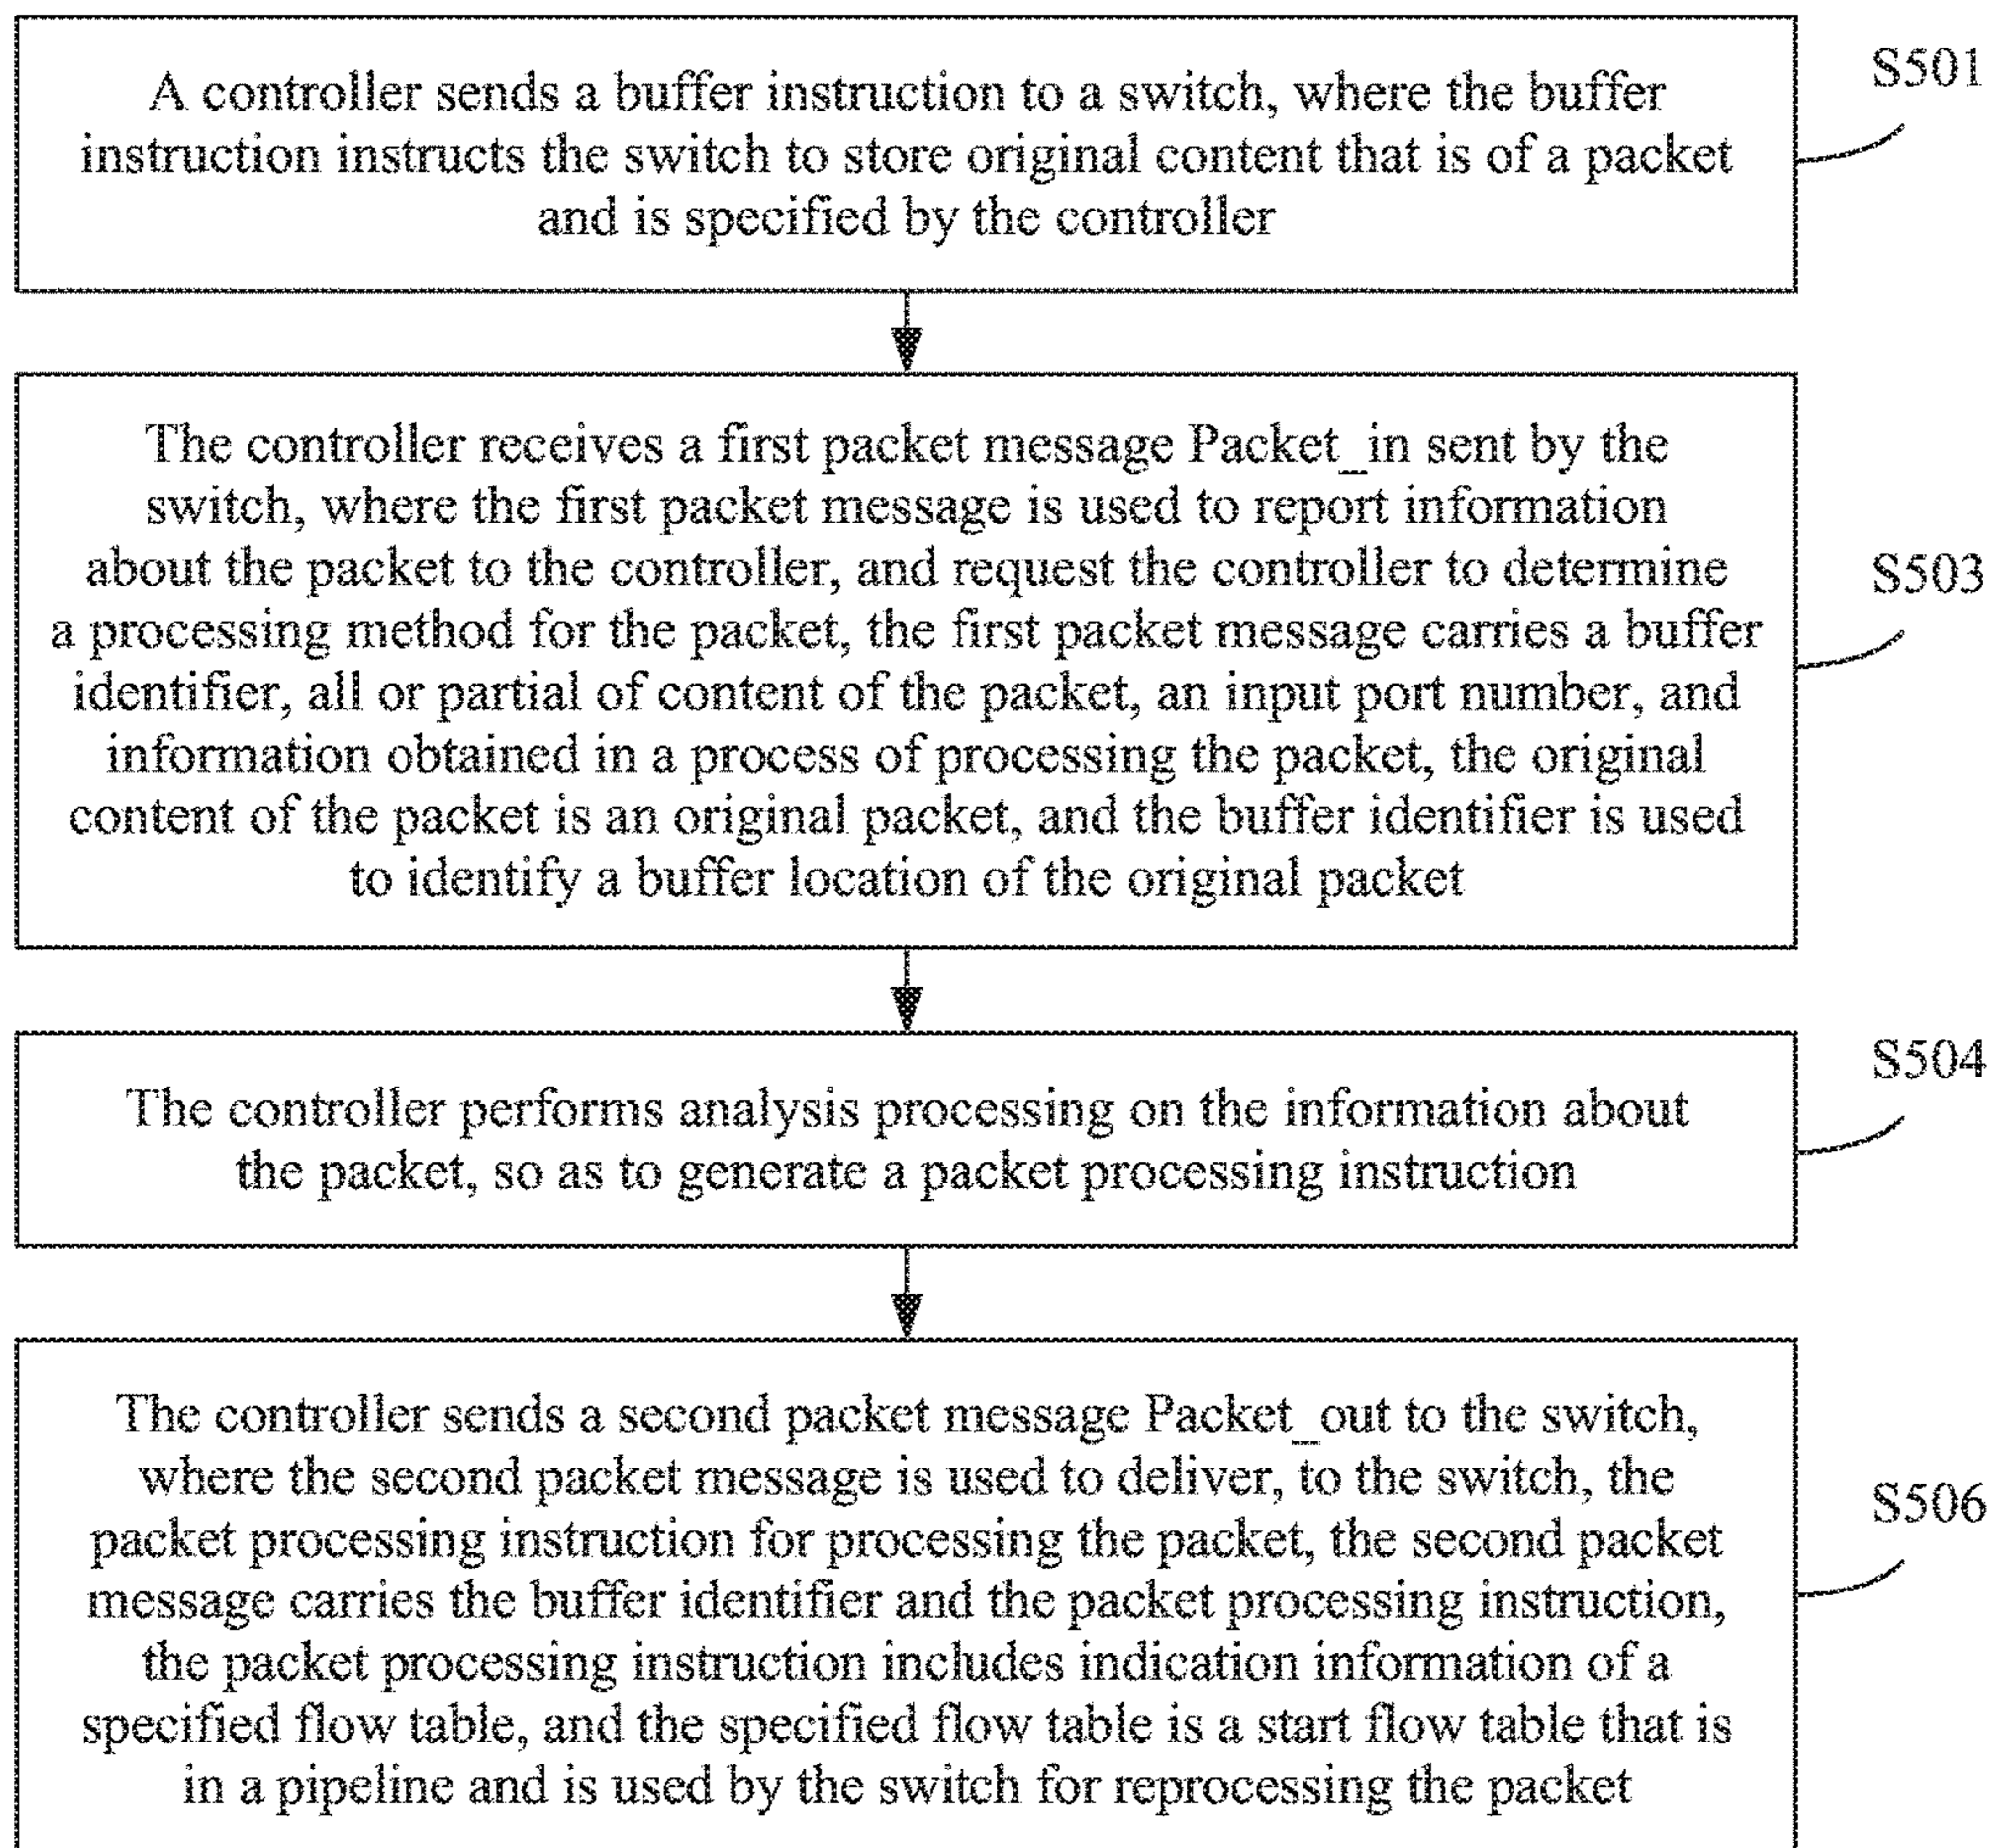 A controller sends a buffer instruction to a switch, where the buffer
instruction instructs the switch to store original content that is of a packet
and is specified by the controller
S501
The controller receives a first packet message Packet_in sent by the
switch, where the first packet message is used to report information
about the packet to the controller, and request the controller to determine
a processing method for the packet, the first packet message carries a buffer
identifier, all or partial of content of the packet, an input port number, and
information obtained in a process of processing the packet, the original
content of the packet is an original packet, and the buffer identifier is used
to identify a buffer location of the original packet
S503
The controller performs analysis processing on the information about
the packet, so as to generate a packet processing instruction
S504
The controller sends a second packet message Packet_out to the switch,
where the second packet message is used to deliver, to the switch, the
packet processing instruction for processing the packet, the second packet
message carries the buffer identifier and the packet processing instruction,
the packet processing instruction includes indication information of a
specified flow table, and the specified flow table is a start flow table that is
in a pipeline and is used by the switch for reprocessing the packet
S506